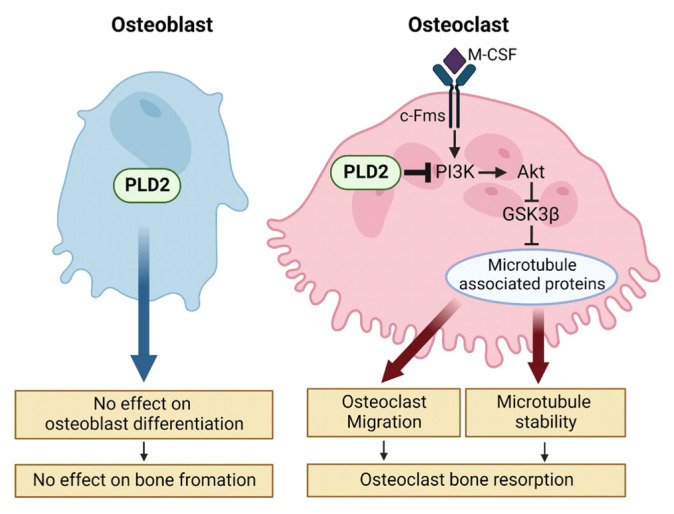 Osteoblast
Osteoclast
M-CSF
c-Fms
PLD2
PLD2
PI3K
Akt
GSK3β
Microtubule
associated proteins
No effect on
osteoblast differentiation
Osteoclast
Migration
Microtubule
stability
No effect on bone fromation
Osteoclast bone resorption